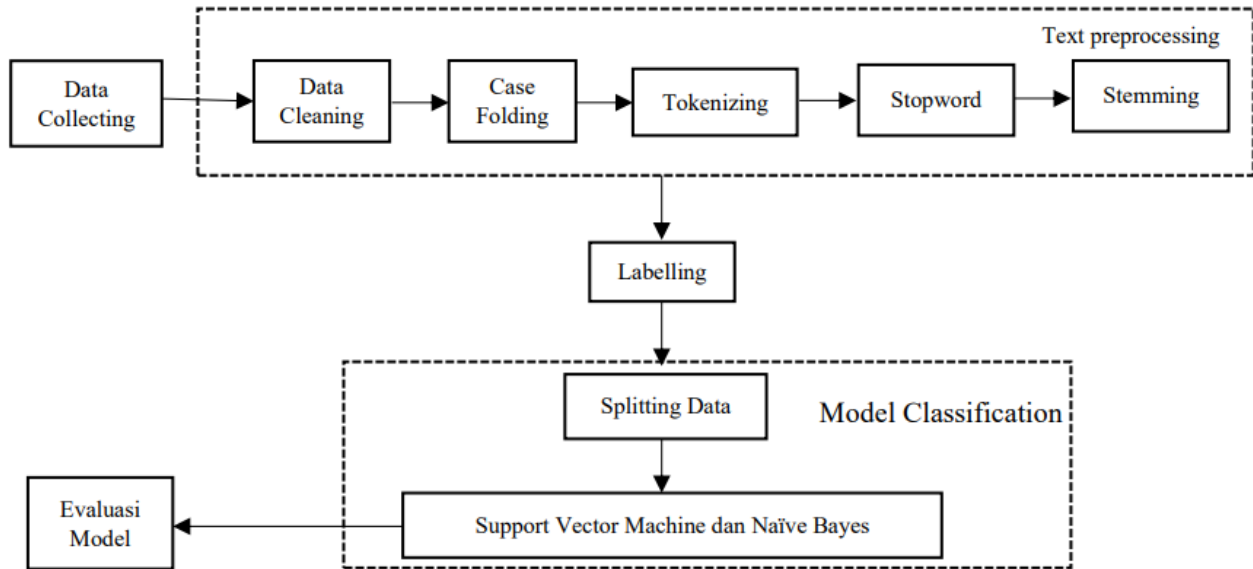 Text preprocessing
Data
Collecting
Data
Cleaning
Case
Folding
Tokenizing
Stopword
Stemming
Labelling
Splitting Data
Model Classification
Support Vector Machine dan Naïve Bayes
Evaluasi
Model